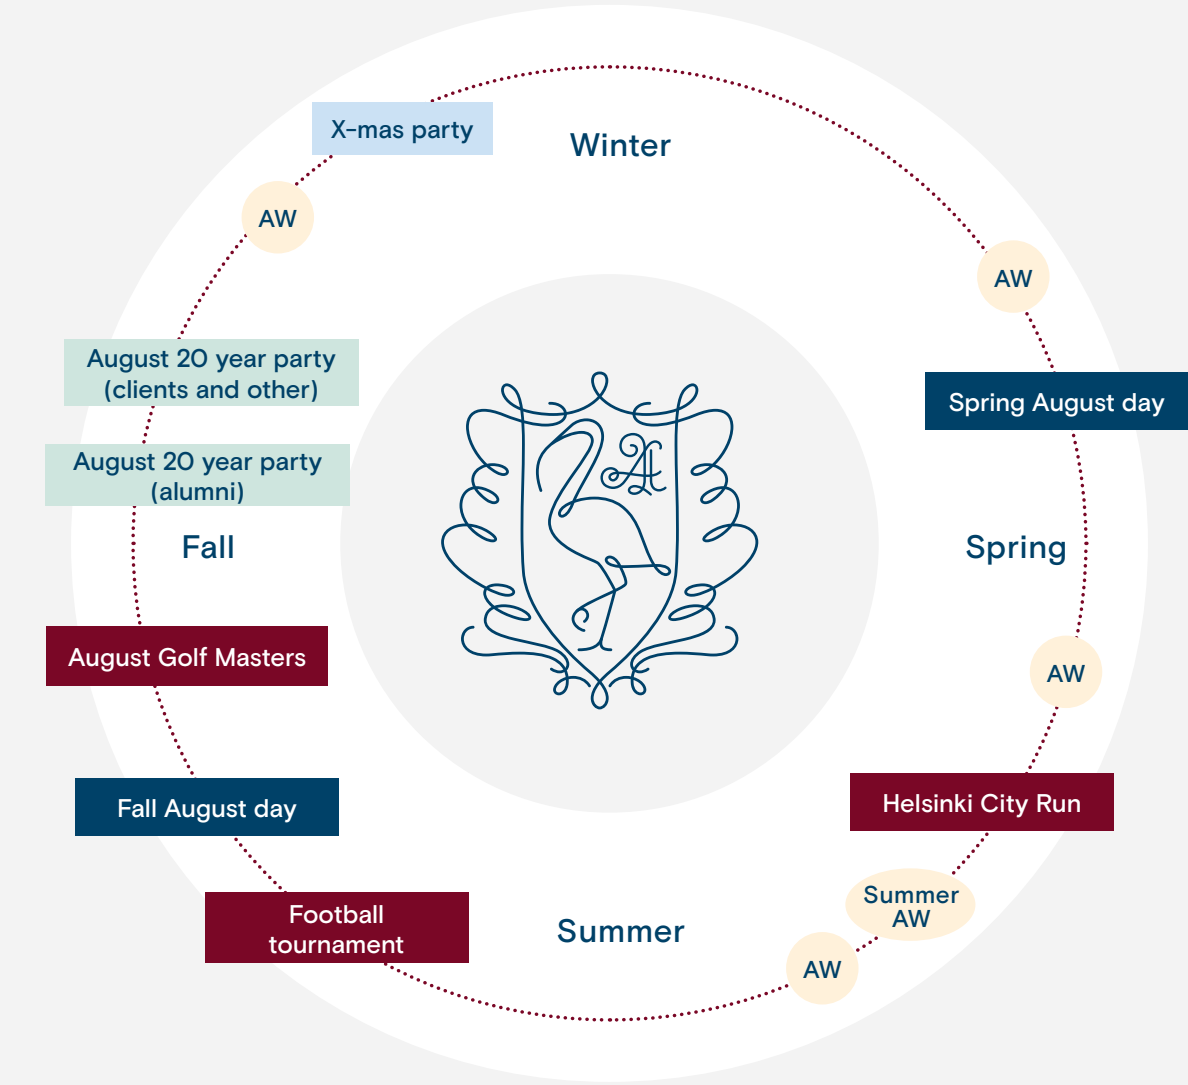 X-mas party
Winter
AW
AW
August 20 year party
(clients and other)
Spring August day
August 20 year party
(alumni)
Fall
Spring
August Golf Masters
AW
Fall August day
Helsinki City Run
Summer
AW
Football
tournament
Summer
AW
A